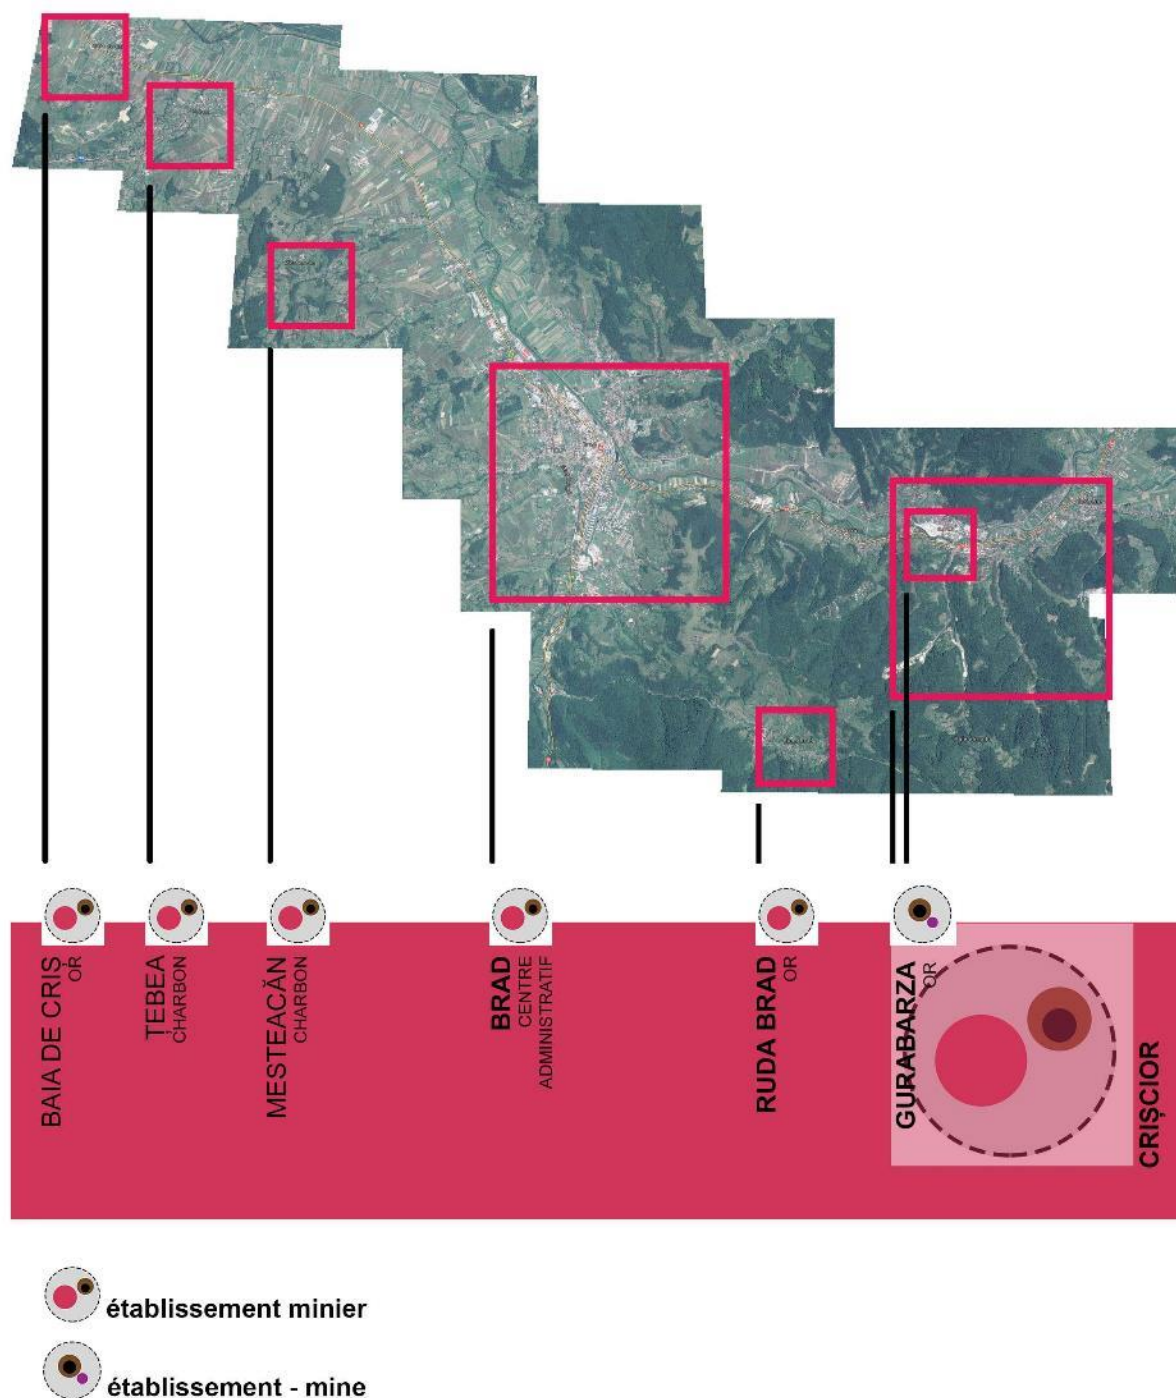 BAIA DE CRIȘ
OR
ȚEBEA
CHARBON
MESTEACĂN
CHARBON
BRAD
CENTRE
ADMINISTRATIF
RUDA BRAD
OR
GURABARZA
OR
CRIȘCIOR
établissement minier
établissement - mine